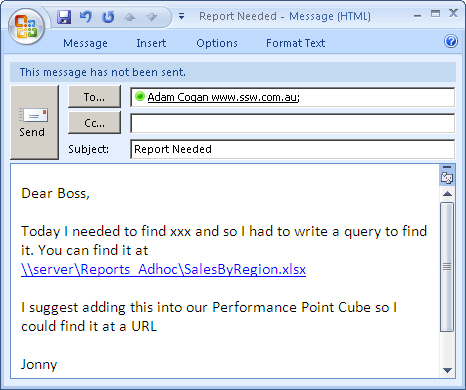 Report Needed - Message (HTML)
Message Insert Options Format Text
This message has not been sent.
To... Adam Cogan www.ssw.com.au;
Cc...
Send
Subject: Report Needed
Dear Boss,
Today I needed to find xxx and so I had to write a query to find
it. You can find it at
\\server\Reports_Adhoc\SalesByRegion.xlsx
I suggest adding this into our Performance Point Cube so I
could find it at a URL
Jonny